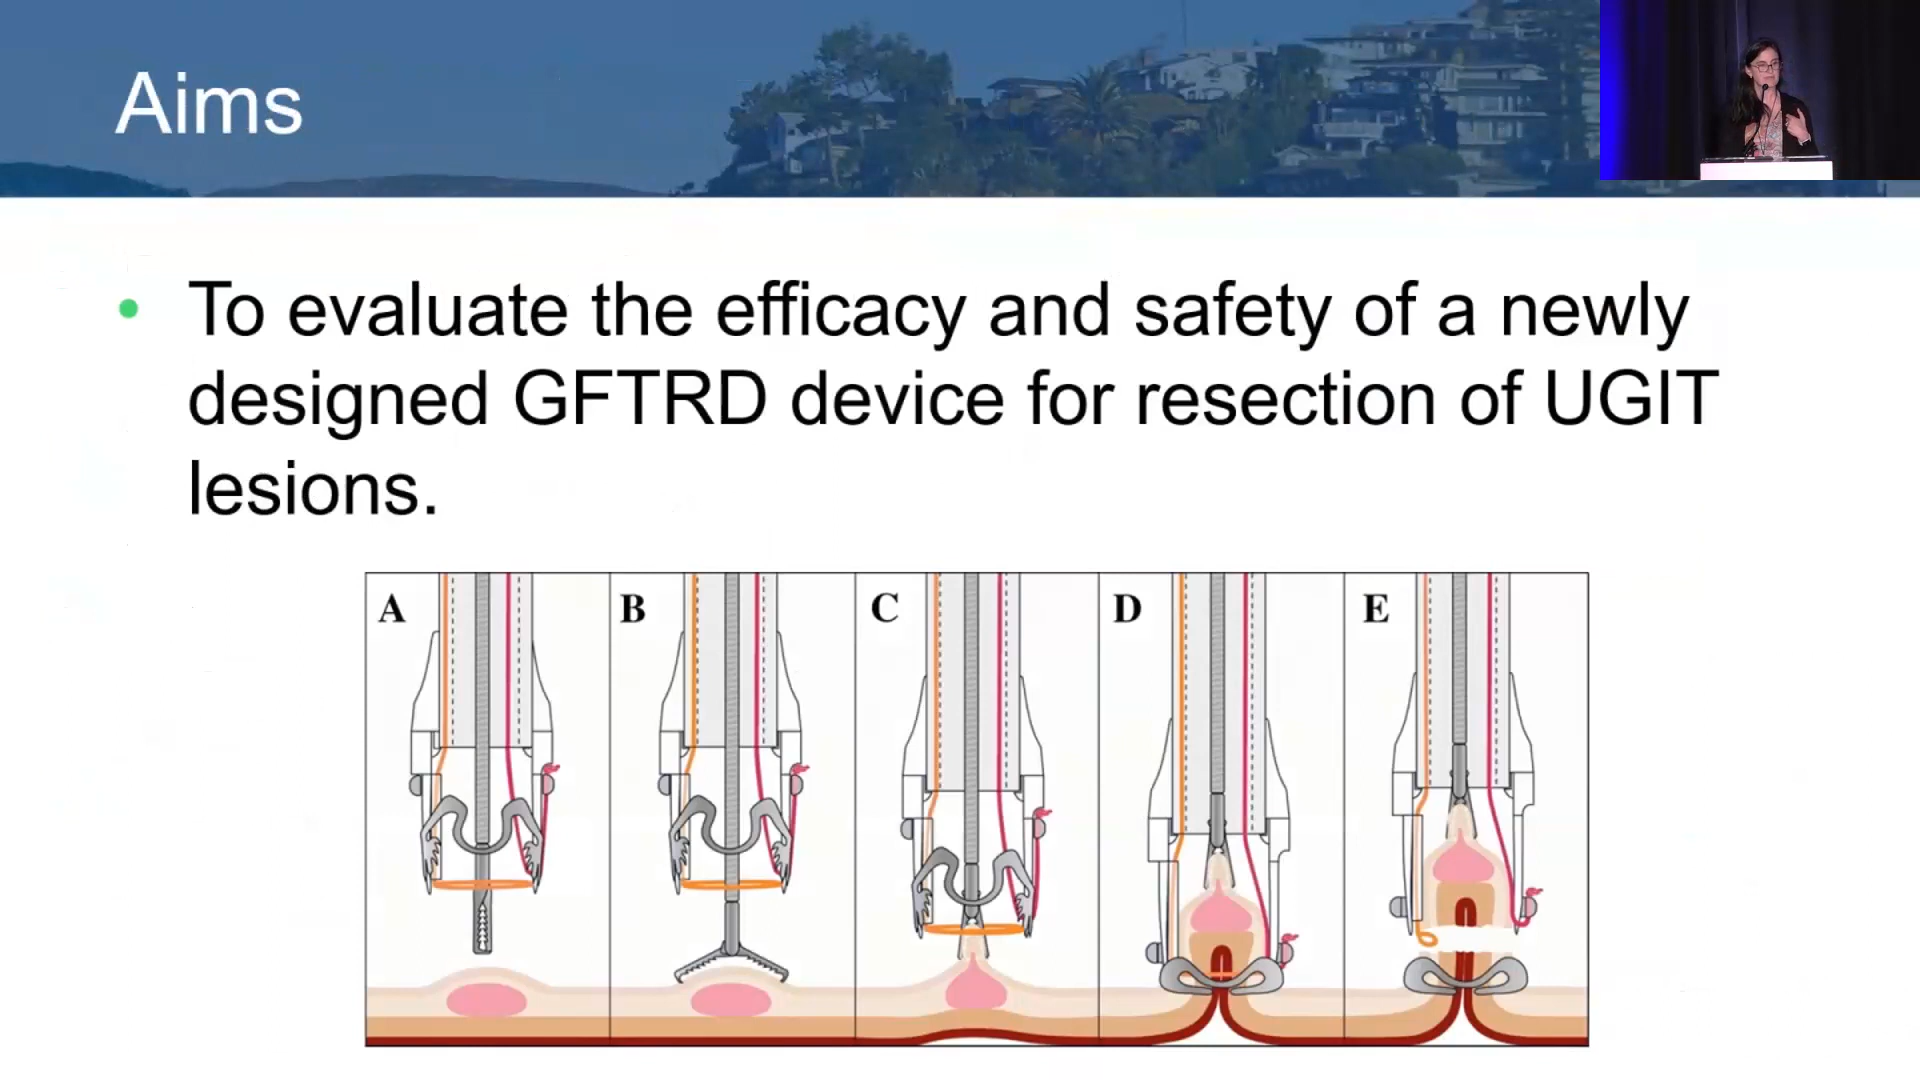 Aims
• To evaluate the efficacy and safety of a newly
designed GFTRD device for resection of UGIT
lesions.
A B C D E